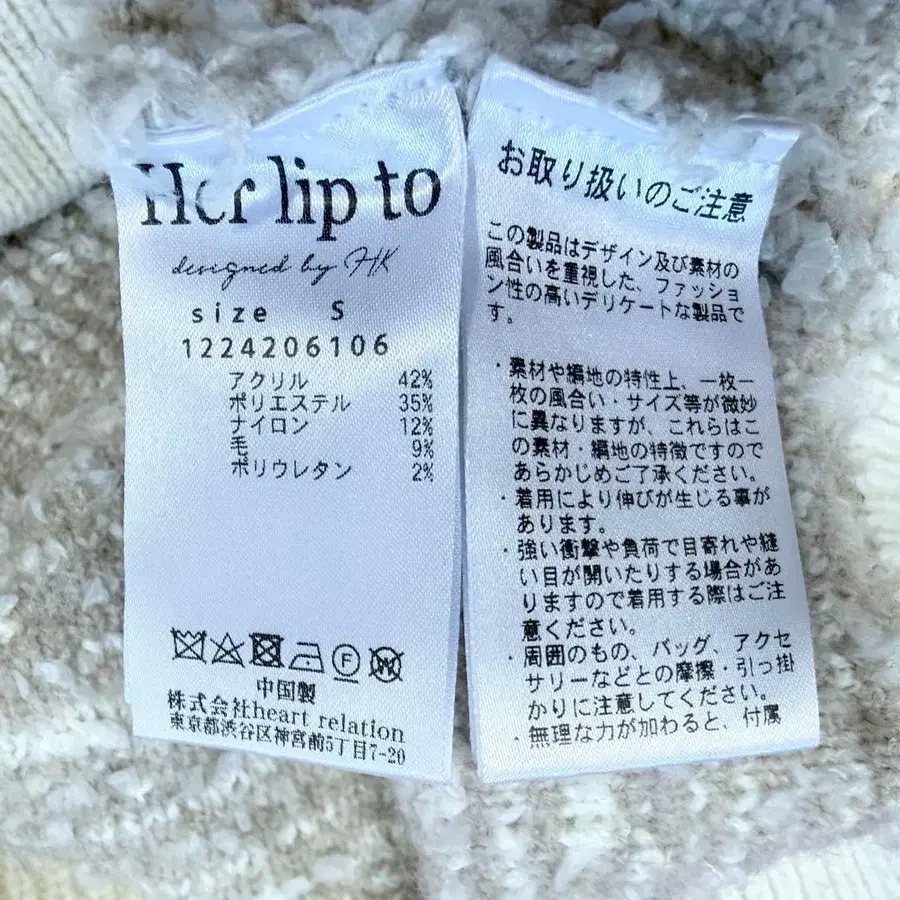 Her lip to
designed by HK
size S
1224206106
アクリル 42%
ポリエステル 35%
ナイロン 12%
毛 9%
ポリウレタン 2%
F
W
中国製
株式会社heart relation
東京都渋谷区神宮前5丁目7-20
お取り扱いのご注意
この製品はデザイン及び素材の
風合いを重視した、ファッショ
ン性の高いデリケートな製品で
す。
・素材や編地の特性上、一枚一
枚の風合い・サイズ等が微妙
に異なりますが、これらはこ
の素材・編地の特徴ですので
あらかじめご了承ください。
・着用により伸びが生じる事が
あります。
・強い衝撃や負荷で目寄れや縫
い目が開いたりする場合があ
りますので着用する際はご注
意ください。
・周囲のもの、バッグ、アクセ
サリーなどとの摩擦・引っ掛
かりに注意してください。
・無理な力が加わると、付属